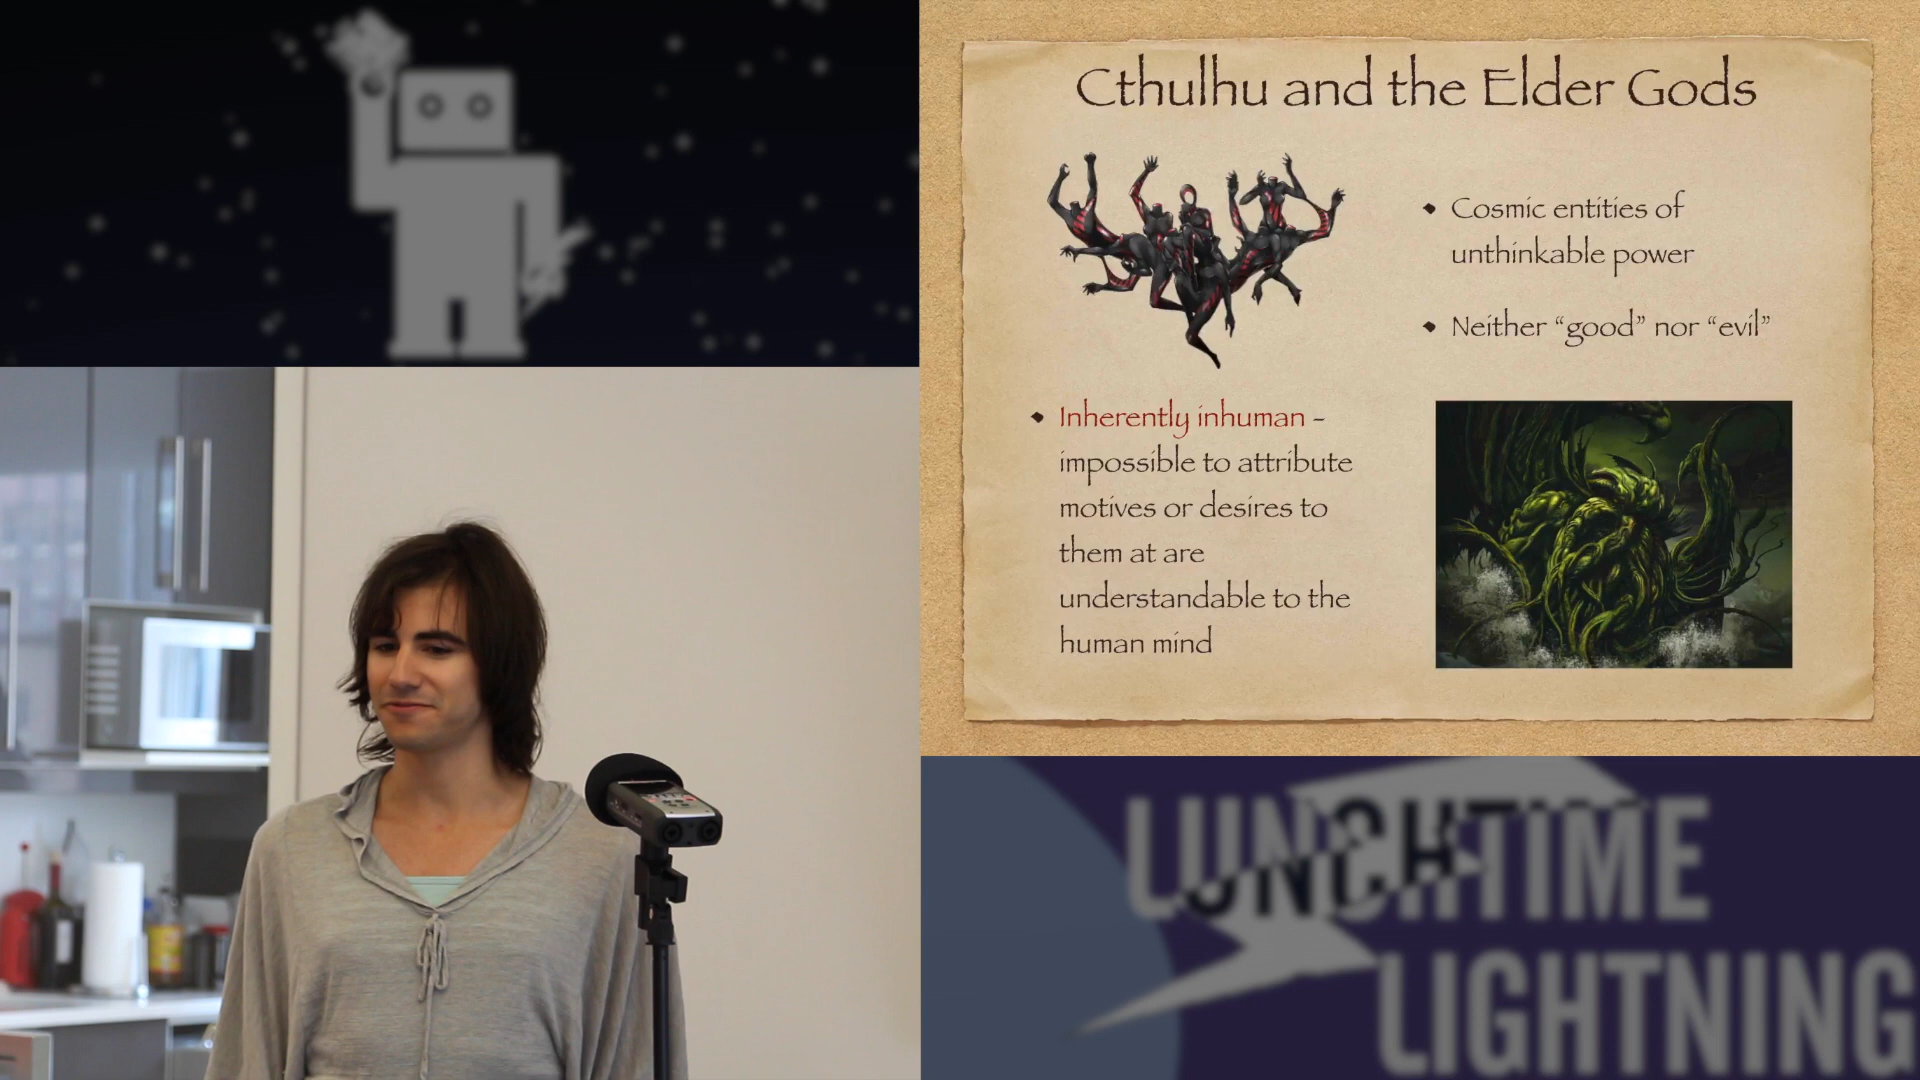 Cthulhu and the Elder Gods
• Cosmic entities of
unthinkable power
• Neither “good” nor “evil”
• Inherently inhuman –
impossible to attribute
motives or desires to
them at are
understandable to the
human mind
LUNCHTIME
LIGHTNING